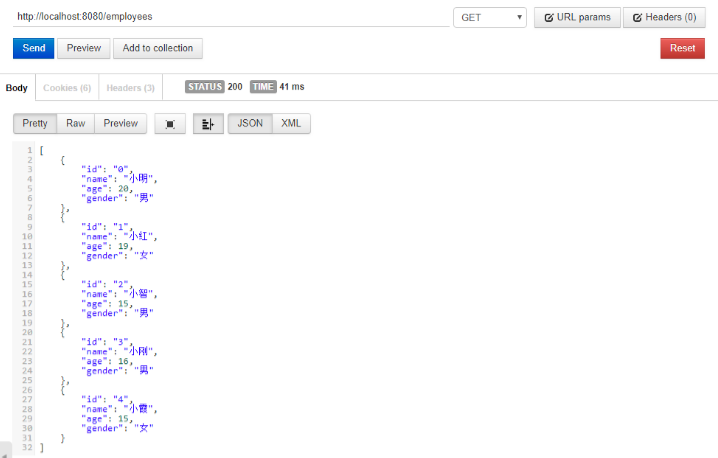 http://localhost:8080/employees GET URL params Headers (0)
Send Preview Add to collection Reset
Body Cookies (6) Headers (3) STATUS 200 TIME 41 ms
Pretty Raw Preview JSON XML
1 [
2 {
3 "id": "0",
4 "name": "小明",
5 "age": 20,
6 "gender": "男"
7 },
8 {
9 "id": "1",
10 "name": "小红",
11 "age": 19,
12 "gender": "女"
13 },
14 {
15 "id": "2",
16 "name": "小智",
17 "age": 15,
18 "gender": "男"
19 },
20 {
21 "id": "3",
22 "name": "小刚",
23 "age": 16,
24 "gender": "男"
25 },
26 {
27 "id": "4",
28 "name": "小霞",
29 "age": 15,
30 "gender": "女"
31 }
32 ]